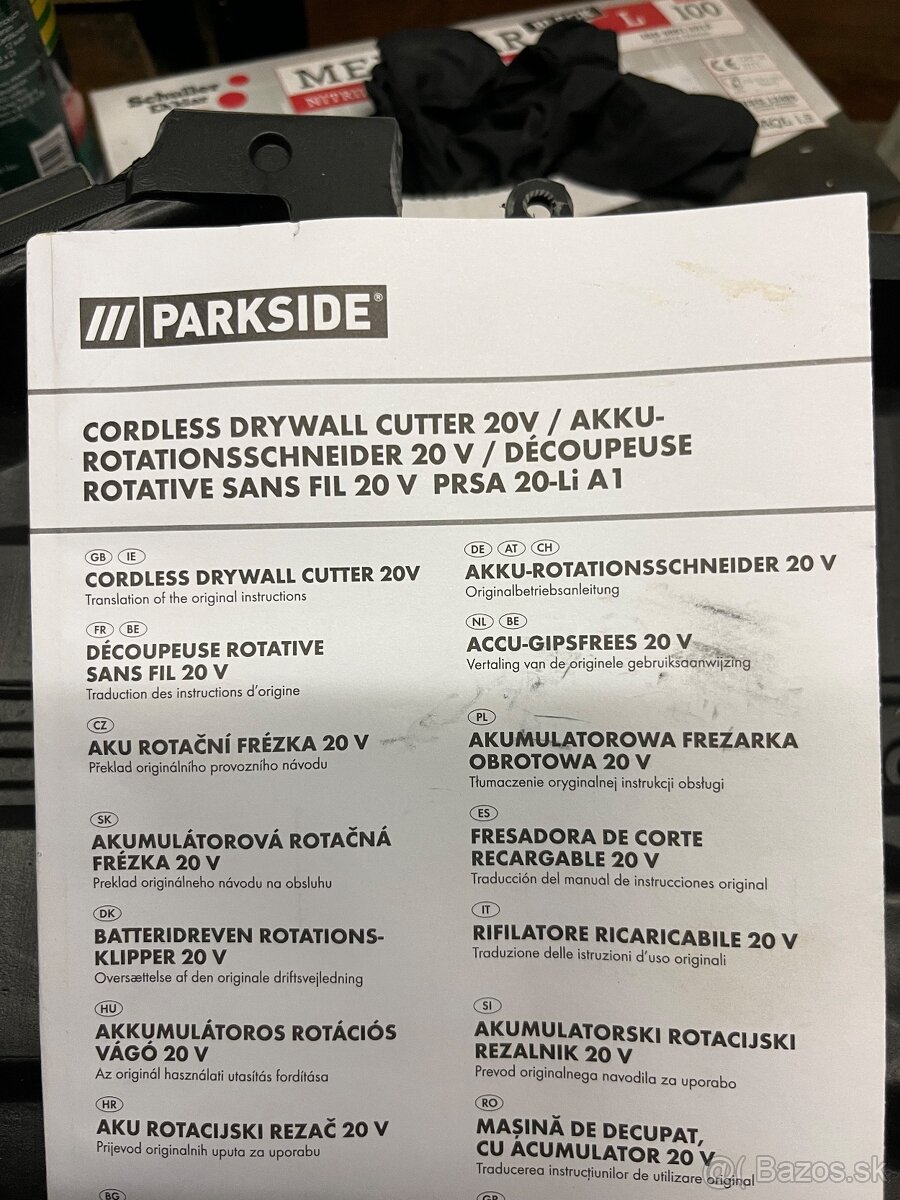 Schuller
L
100
CE
/// PARKSIDE®
CORDLESS DRYWALL CUTTER 20V / AKKU-
ROTATIONSSCHNEIDER 20 V / DÉCOUPEUSE
ROTATIVE SANS FIL 20 V PRSA 20-Li A1
GB IE
CORDLESS DRYWALL CUTTER 20V
Translation of the original instructions
DE AT CH
AKKU-ROTATIONSSCHNEIDER 20 V
Originalbetriebsanleitung
FR BE
DÉCOUPEUSE ROTATIVE
SANS FIL 20 V
Traduction des instructions d’origine
NL BE
ACCU-GIPSFREES 20 V
Vertaling van de originele gebruiksaanwijzing
CZ
AKU ROTAČNÍ FRÉZKA 20 V
Překlad originálního provozního návodu
PL
AKUMULATOROWA FREZARKA
OBROTOWA 20 V
Tłumaczenie oryginalnej instrukcji obsługi
SK
AKUMULÁTOROVÁ ROTAČNÁ
FRÉZKA 20 V
Preklad originálneho návodu na obsluhu
ES
FRESADORA DE CORTE
RECARGABLE 20 V
Traducción del manual de instrucciones original
DK
BATTERIDREVEN ROTATIONS-
KLIPPER 20 V
Oversættelse af den originale driftsvejledning
IT
RIFILATORE RICARICABILE 20 V
Traduzione delle istruzioni d’uso originali
HU
AKKUMULÁTOROS ROTÁCIÓS
VÁGÓ 20 V
Az originál használati utasítás fordítása
SI
AKUMULATORSKI ROTACIJSKI
REZALNIK 20 V
Prevod originalnega navodila za uporabo
HR
AKU ROTACIJSKI REZAČ 20 V
Prijevod originalnih uputa za uporabu
RO
MAȘINĂ DE DECUPAT,
CU ACUMULATOR 20 V
Traducerea instrucțiunilor de utilizare original
BG
GR
Bazos.sk